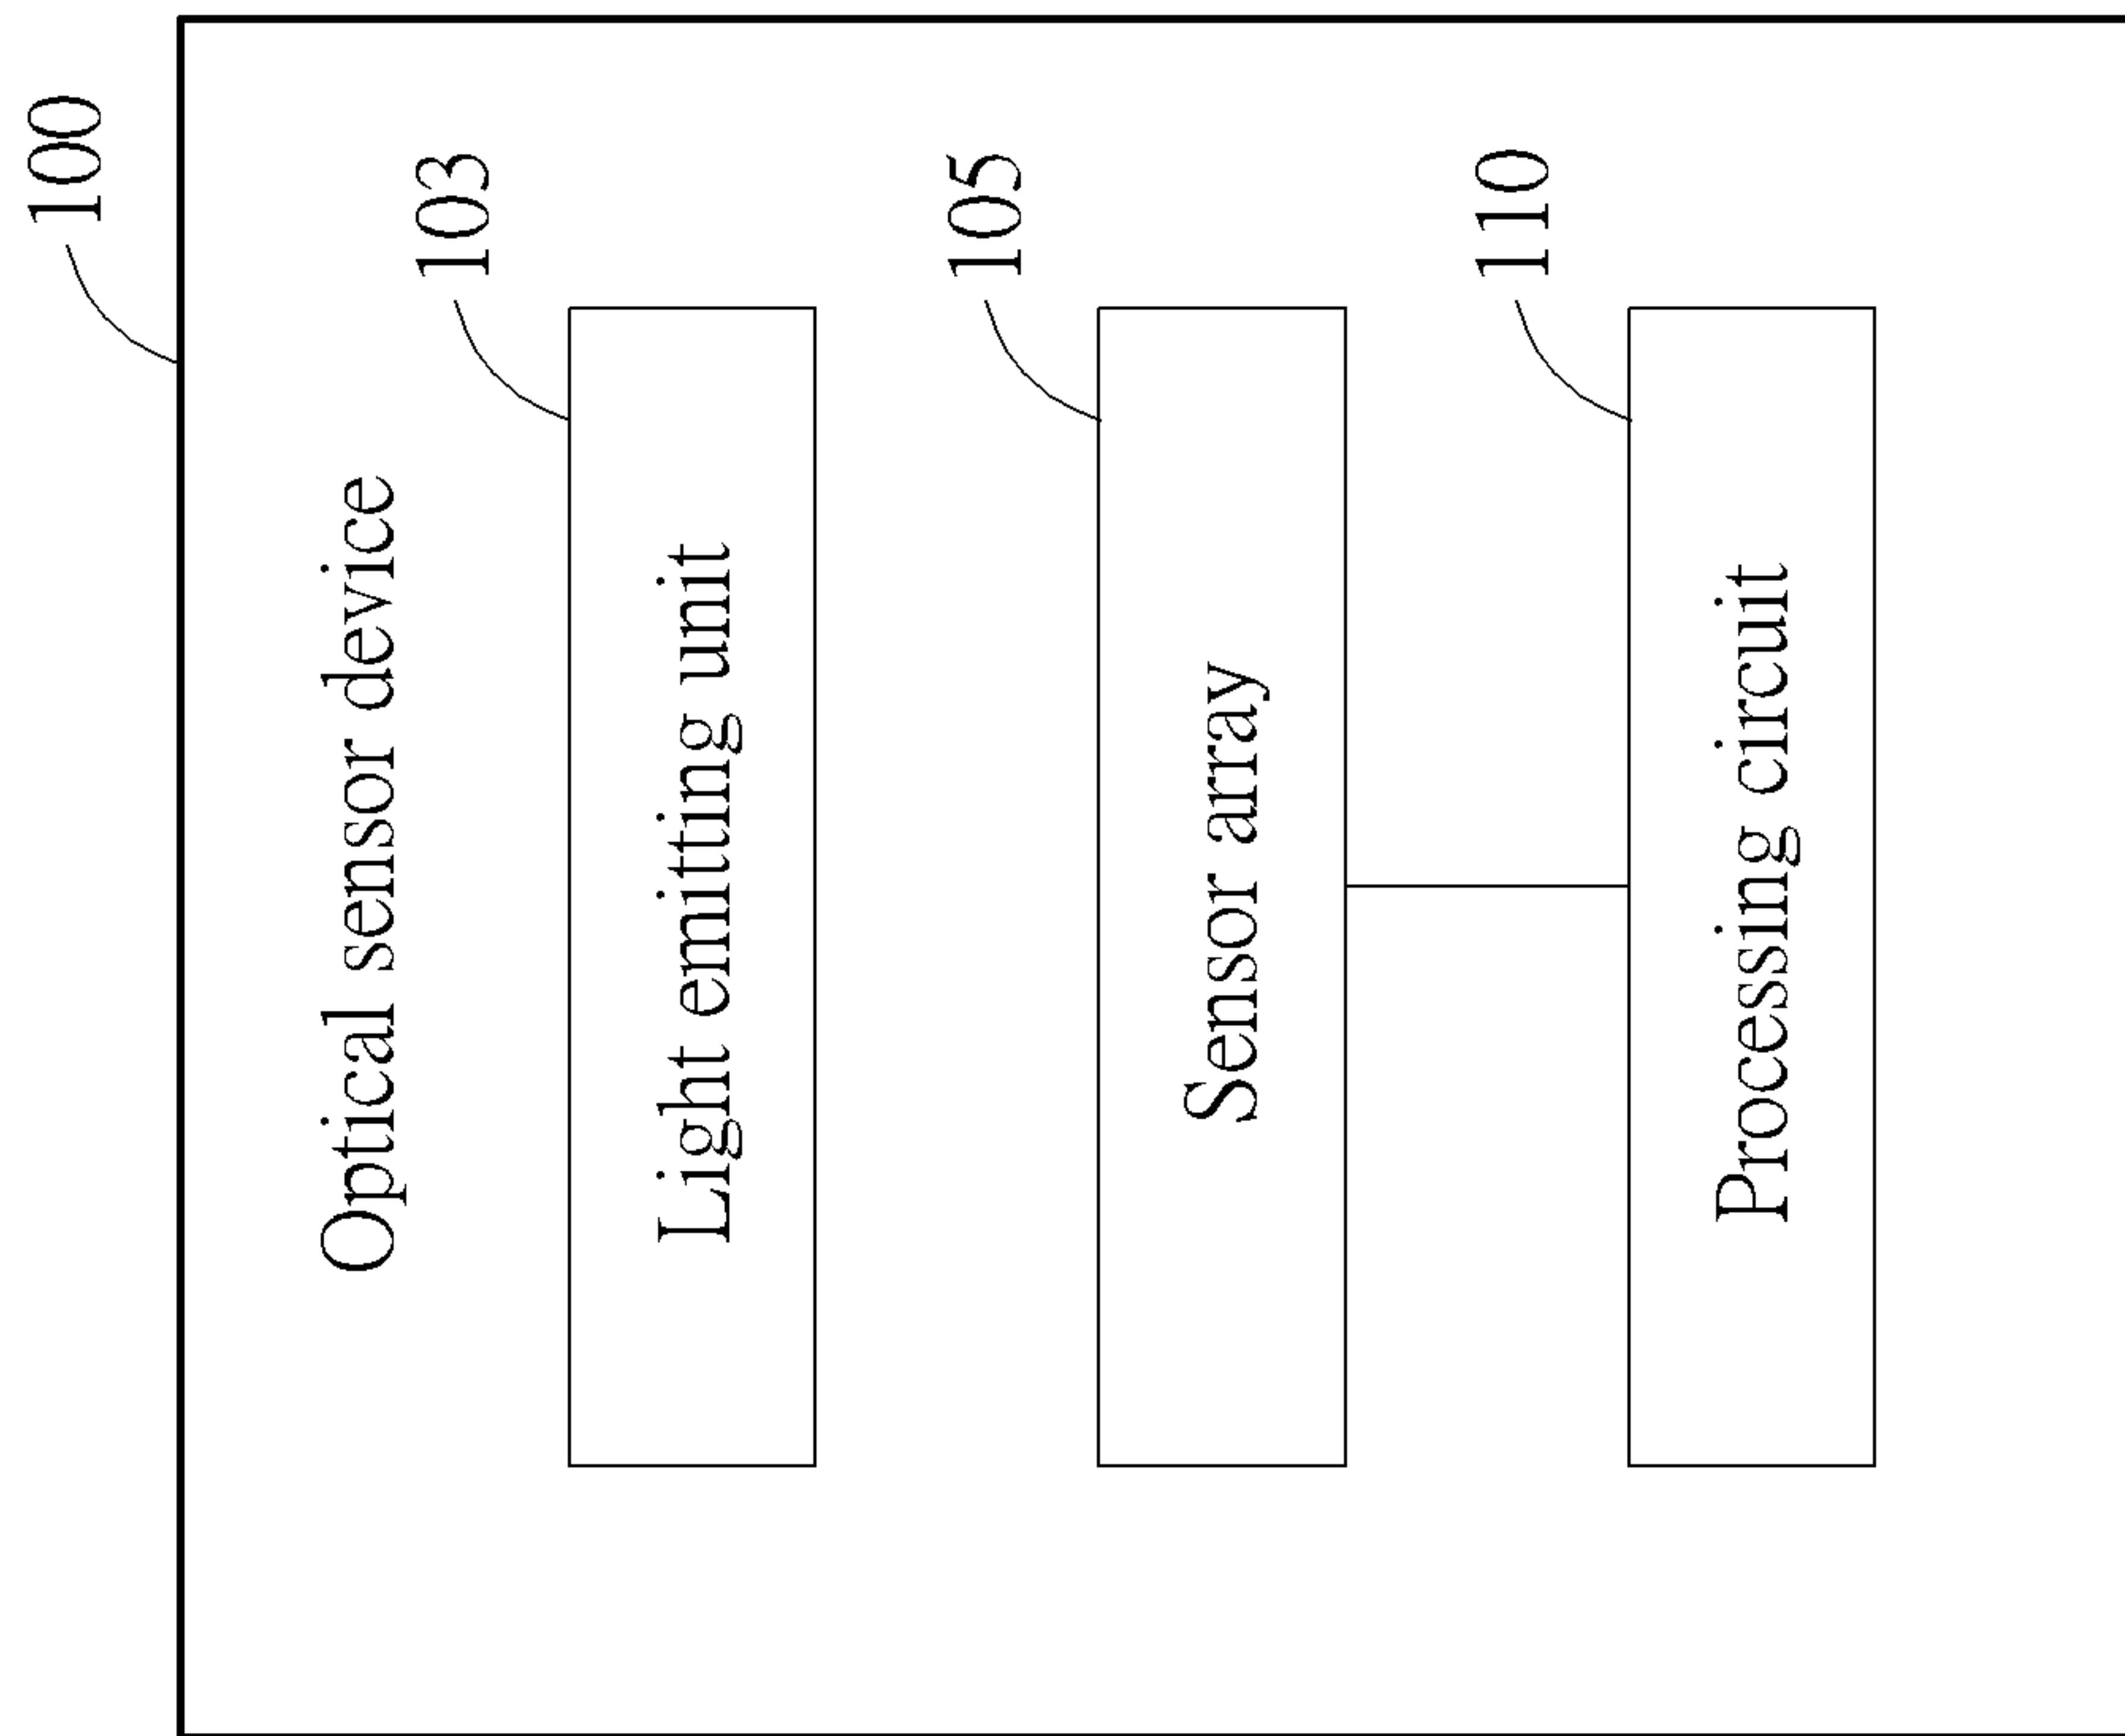 100
Optical sensor device
103
Light emitting unit
105
Sensor array
110
Processing circuit